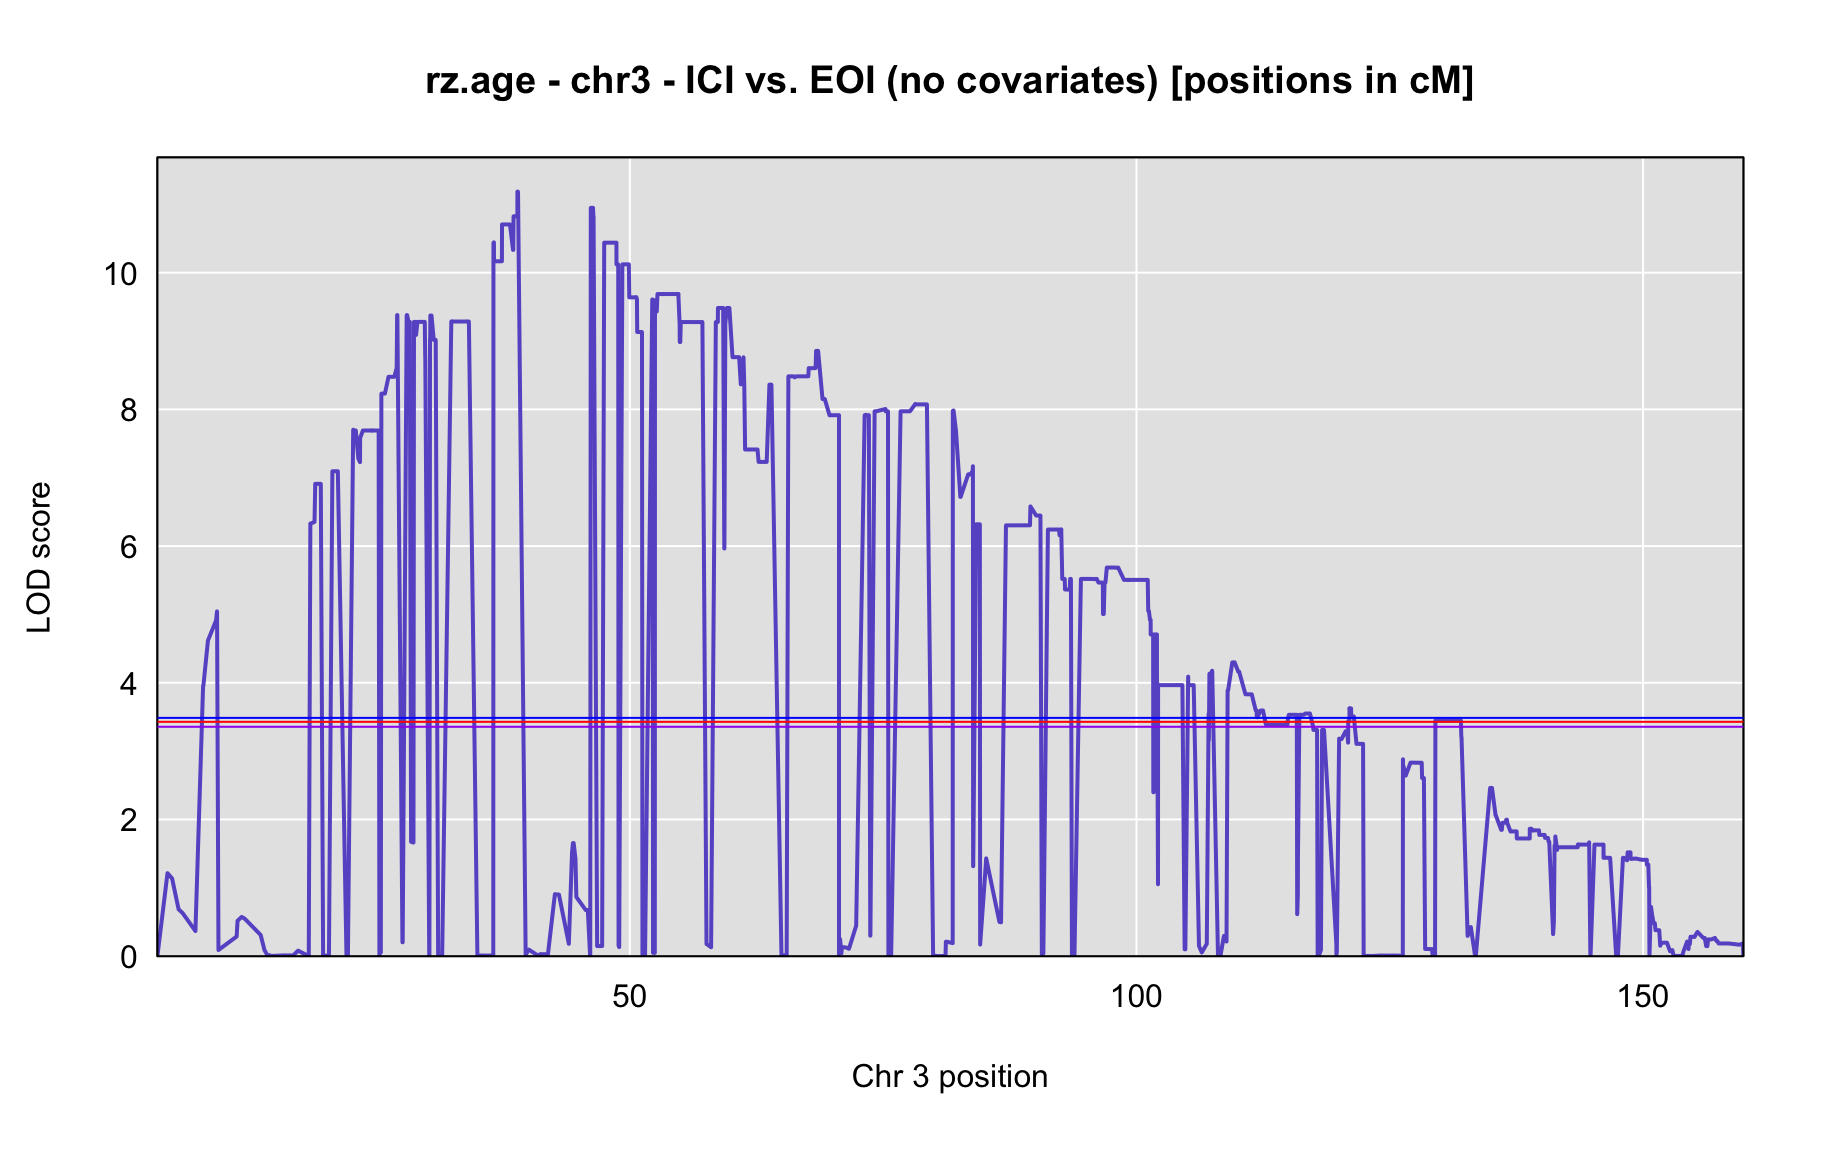 rz.age - chr3 - ICI vs. EOI (no covariates) [positions in cM]
10
8
6
4
2
0
LOD score
50 100 150
Chr 3 position